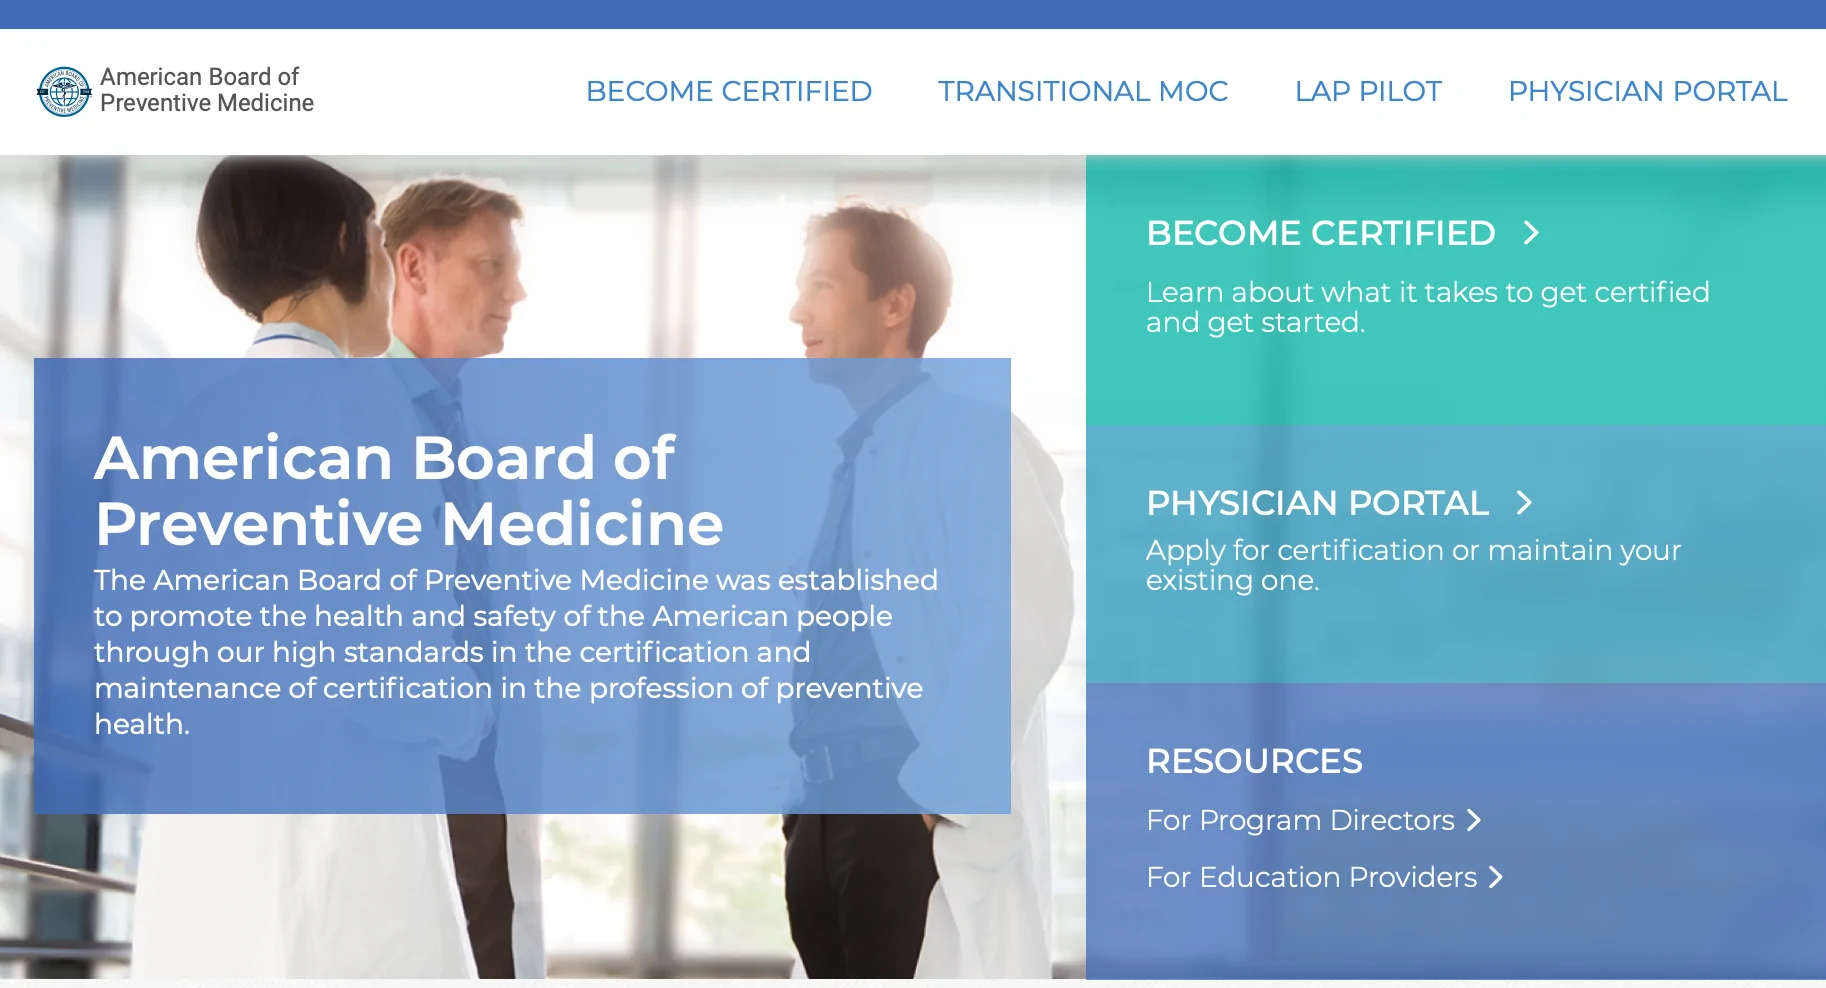 American Board of
Preventive Medicine
BECOME CERTIFIED
TRANSITIONAL MOC
LAP PILOT
PHYSICIAN PORTAL
American Board of
Preventive Medicine
The American Board of Preventive Medicine was established
to promote the health and safety of the American people
through our high standards in the certification and
maintenance of certification in the profession of preventive
health.
BECOME CERTIFIED
Learn about what it takes to get certified
and get started.
PHYSICIAN PORTAL
Apply for certification or maintain your
existing one.
RESOURCES
For Program Directors
For Education Providers